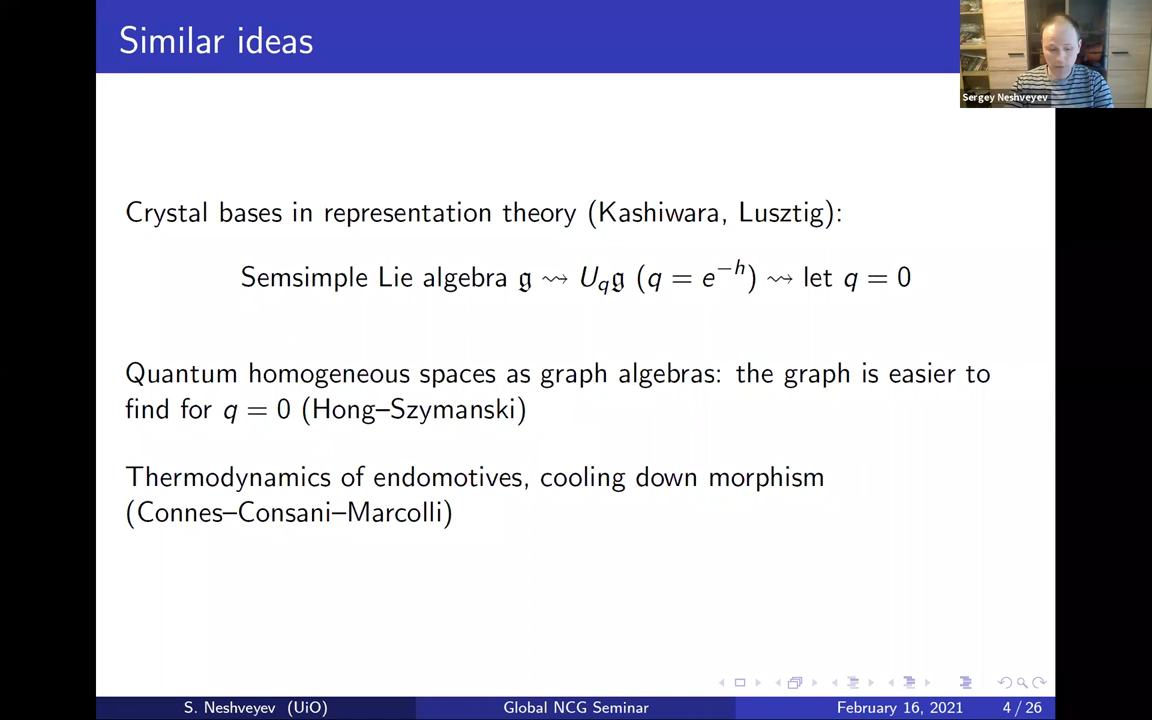 Similar ideas
Sergey Neshveyev
Crystal bases in representation theory (Kashiwara, Lusztig):
Semsimple Lie algebra 𝔤 ⇝ U_q𝔤 (q = e^{−h}) ⇝ let q = 0
Quantum homogeneous spaces as graph algebras: the graph is easier to
find for q = 0 (Hong–Szymanski)
Thermodynamics of endomotives, cooling down morphism
(Connes–Consani–Marcolli)
S. Neshveyev (UiO) Global NCG Seminar February 16, 2021 4 / 26